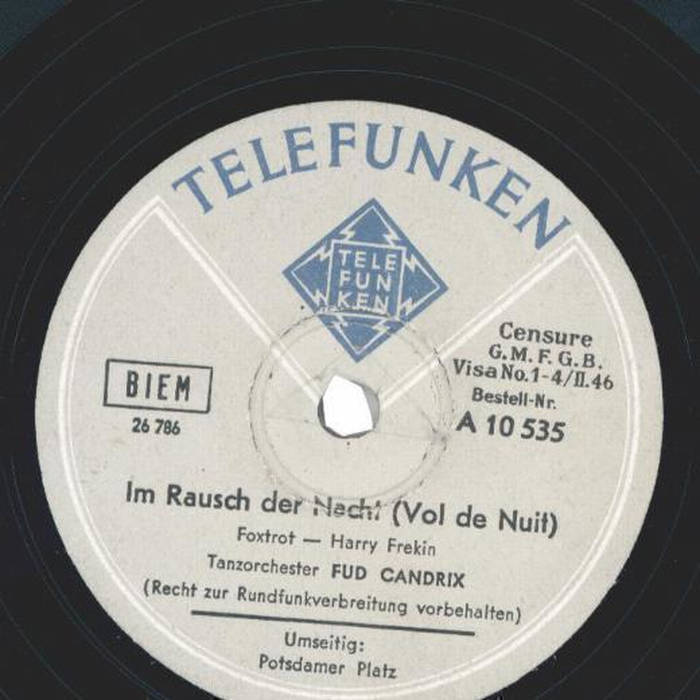 TELEFUNKEN
TELE
FUN
KEN
Censure
G.M.F.G.B.
Visa No.1-4/II.46
Bestell-Nr.
A 10 535
BIEM
26 786
Im Rausch der Nacht (Vol de Nuit)
Foxtrot — Harry Frekin
Tanzorchester FUD CANDRIX
(Recht zur Rundfunkverbreitung vorbehalten)
Umseitig:
Potsdamer Platz